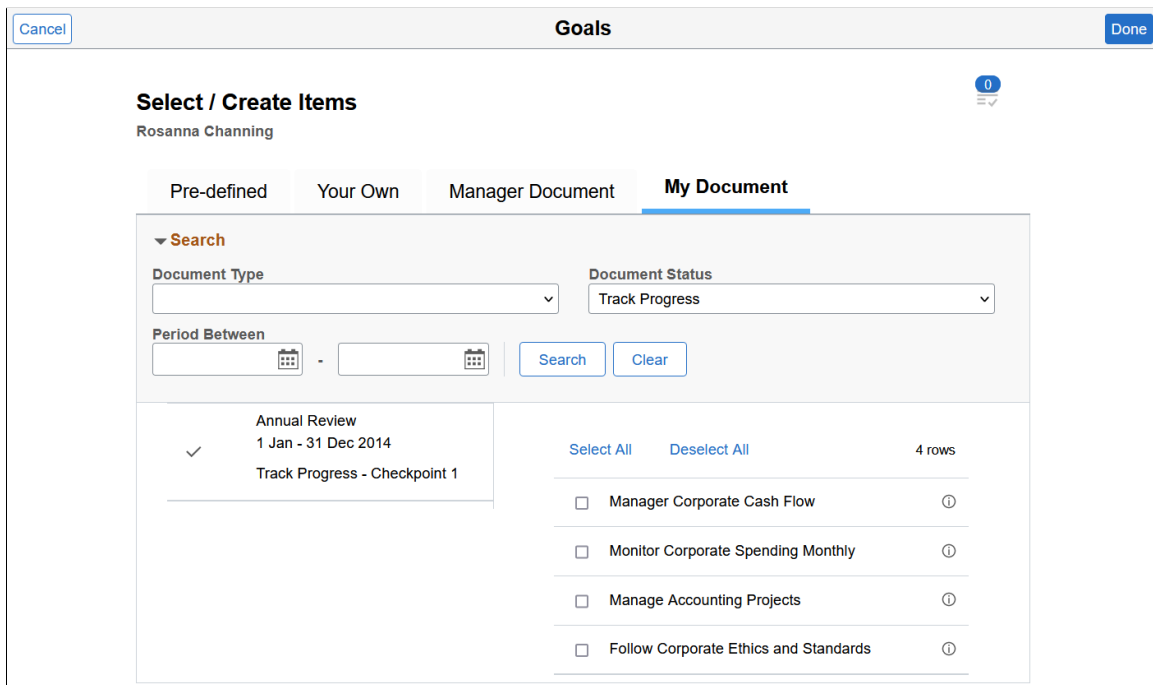 Cancel
Goals
Done
Select / Create Items
0
Rosanna Channing
Pre-defined
Your Own
Manager Document
My Document
Search
Document Type
Document Status
Track Progress
Period Between
-
Search
Clear
Annual Review
1 Jan - 31 Dec 2014
Track Progress - Checkpoint 1
Select All
Deselect All
4 rows
Manager Corporate Cash Flow
Monitor Corporate Spending Monthly
Manage Accounting Projects
Follow Corporate Ethics and Standards